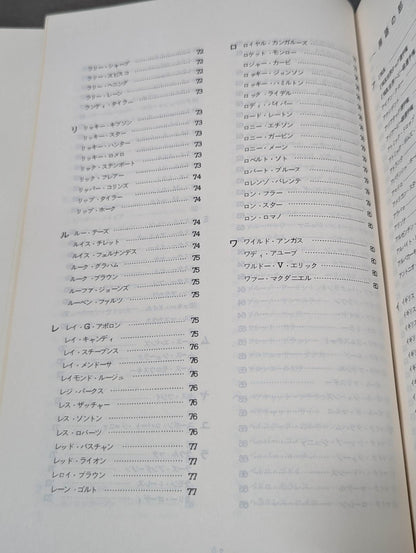 ラリー・シャープ 72
ラリー・ズビスコ 72
ラリー・ヘニング 72
ラリー・レーン
ランディ・タイラー
リ リッキー・ギブソン 73
リッキー・スター 73
リッキー・ハンター 73
リッキー・ロメロ 73
リック・スタンボート 73
リック・フレアー
リッパー・コリンズ 74
リップ・タイラー 74
リップ・ホーク 74
ル ルー・テーズ 74
ルイス・チレット 74
ルイス・フェルナンデス 74
ルーク・グラハム 75
ルーク・ブラウン 75
ルーファ・ジョーンズ 75
ルーベン・ファルツ 75
レ レイ・G・アポロン 75
レイ・キャンディ 75
レイ・スチーブンス 76
レイ・メンドーサ 76
レイモンド・ルージュ 76
レジ・パークス 76
レス・ザッチャー 76
レス・ソントン 76
レス・ロバーツ 76
レッド・バスチャン 77
レッド・ライオン 77
レロイ・ブラウン 77
レーン・ゴルト 77
ロ ロイヤル・カンガルーズ
ロケット・モンロー
ロジャー・カービ
ロッキー・ジョンソン
ロッキー・ハミルトン
ロック・ライデル
ロディ・パイパー
ロード・レートン
ロニー・エチソン
ロニー・ガービン
ロニー・メーン
ロベルト・ソト
ロバート・ブルース
ロレンソ・パレンテ
ロン・フラー
ロン・スター
ロン・ロマノ
ワ ワイルド・アンガス 80
ワディ・アユーブ 80
ワルドー・V・エリック 80
ワフー・マクダニエル 80